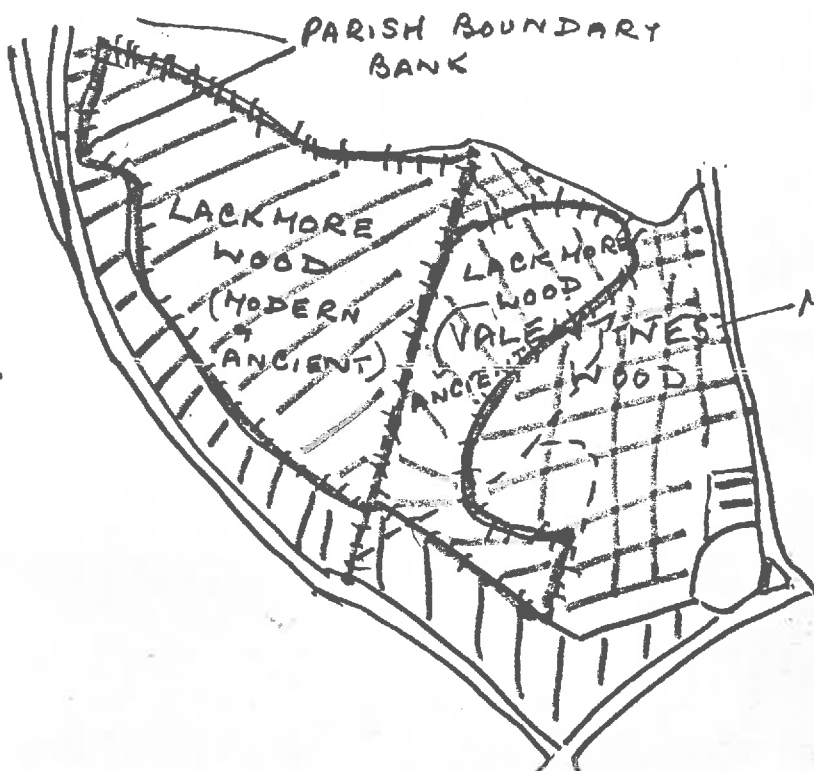 PARISH BOUNDARY
BANK
LACKMORE
WOOD
(MODERN
ANCIENT)
LACKMORE
WOOD
(ANCIENT)
VALENTINES
WOOD